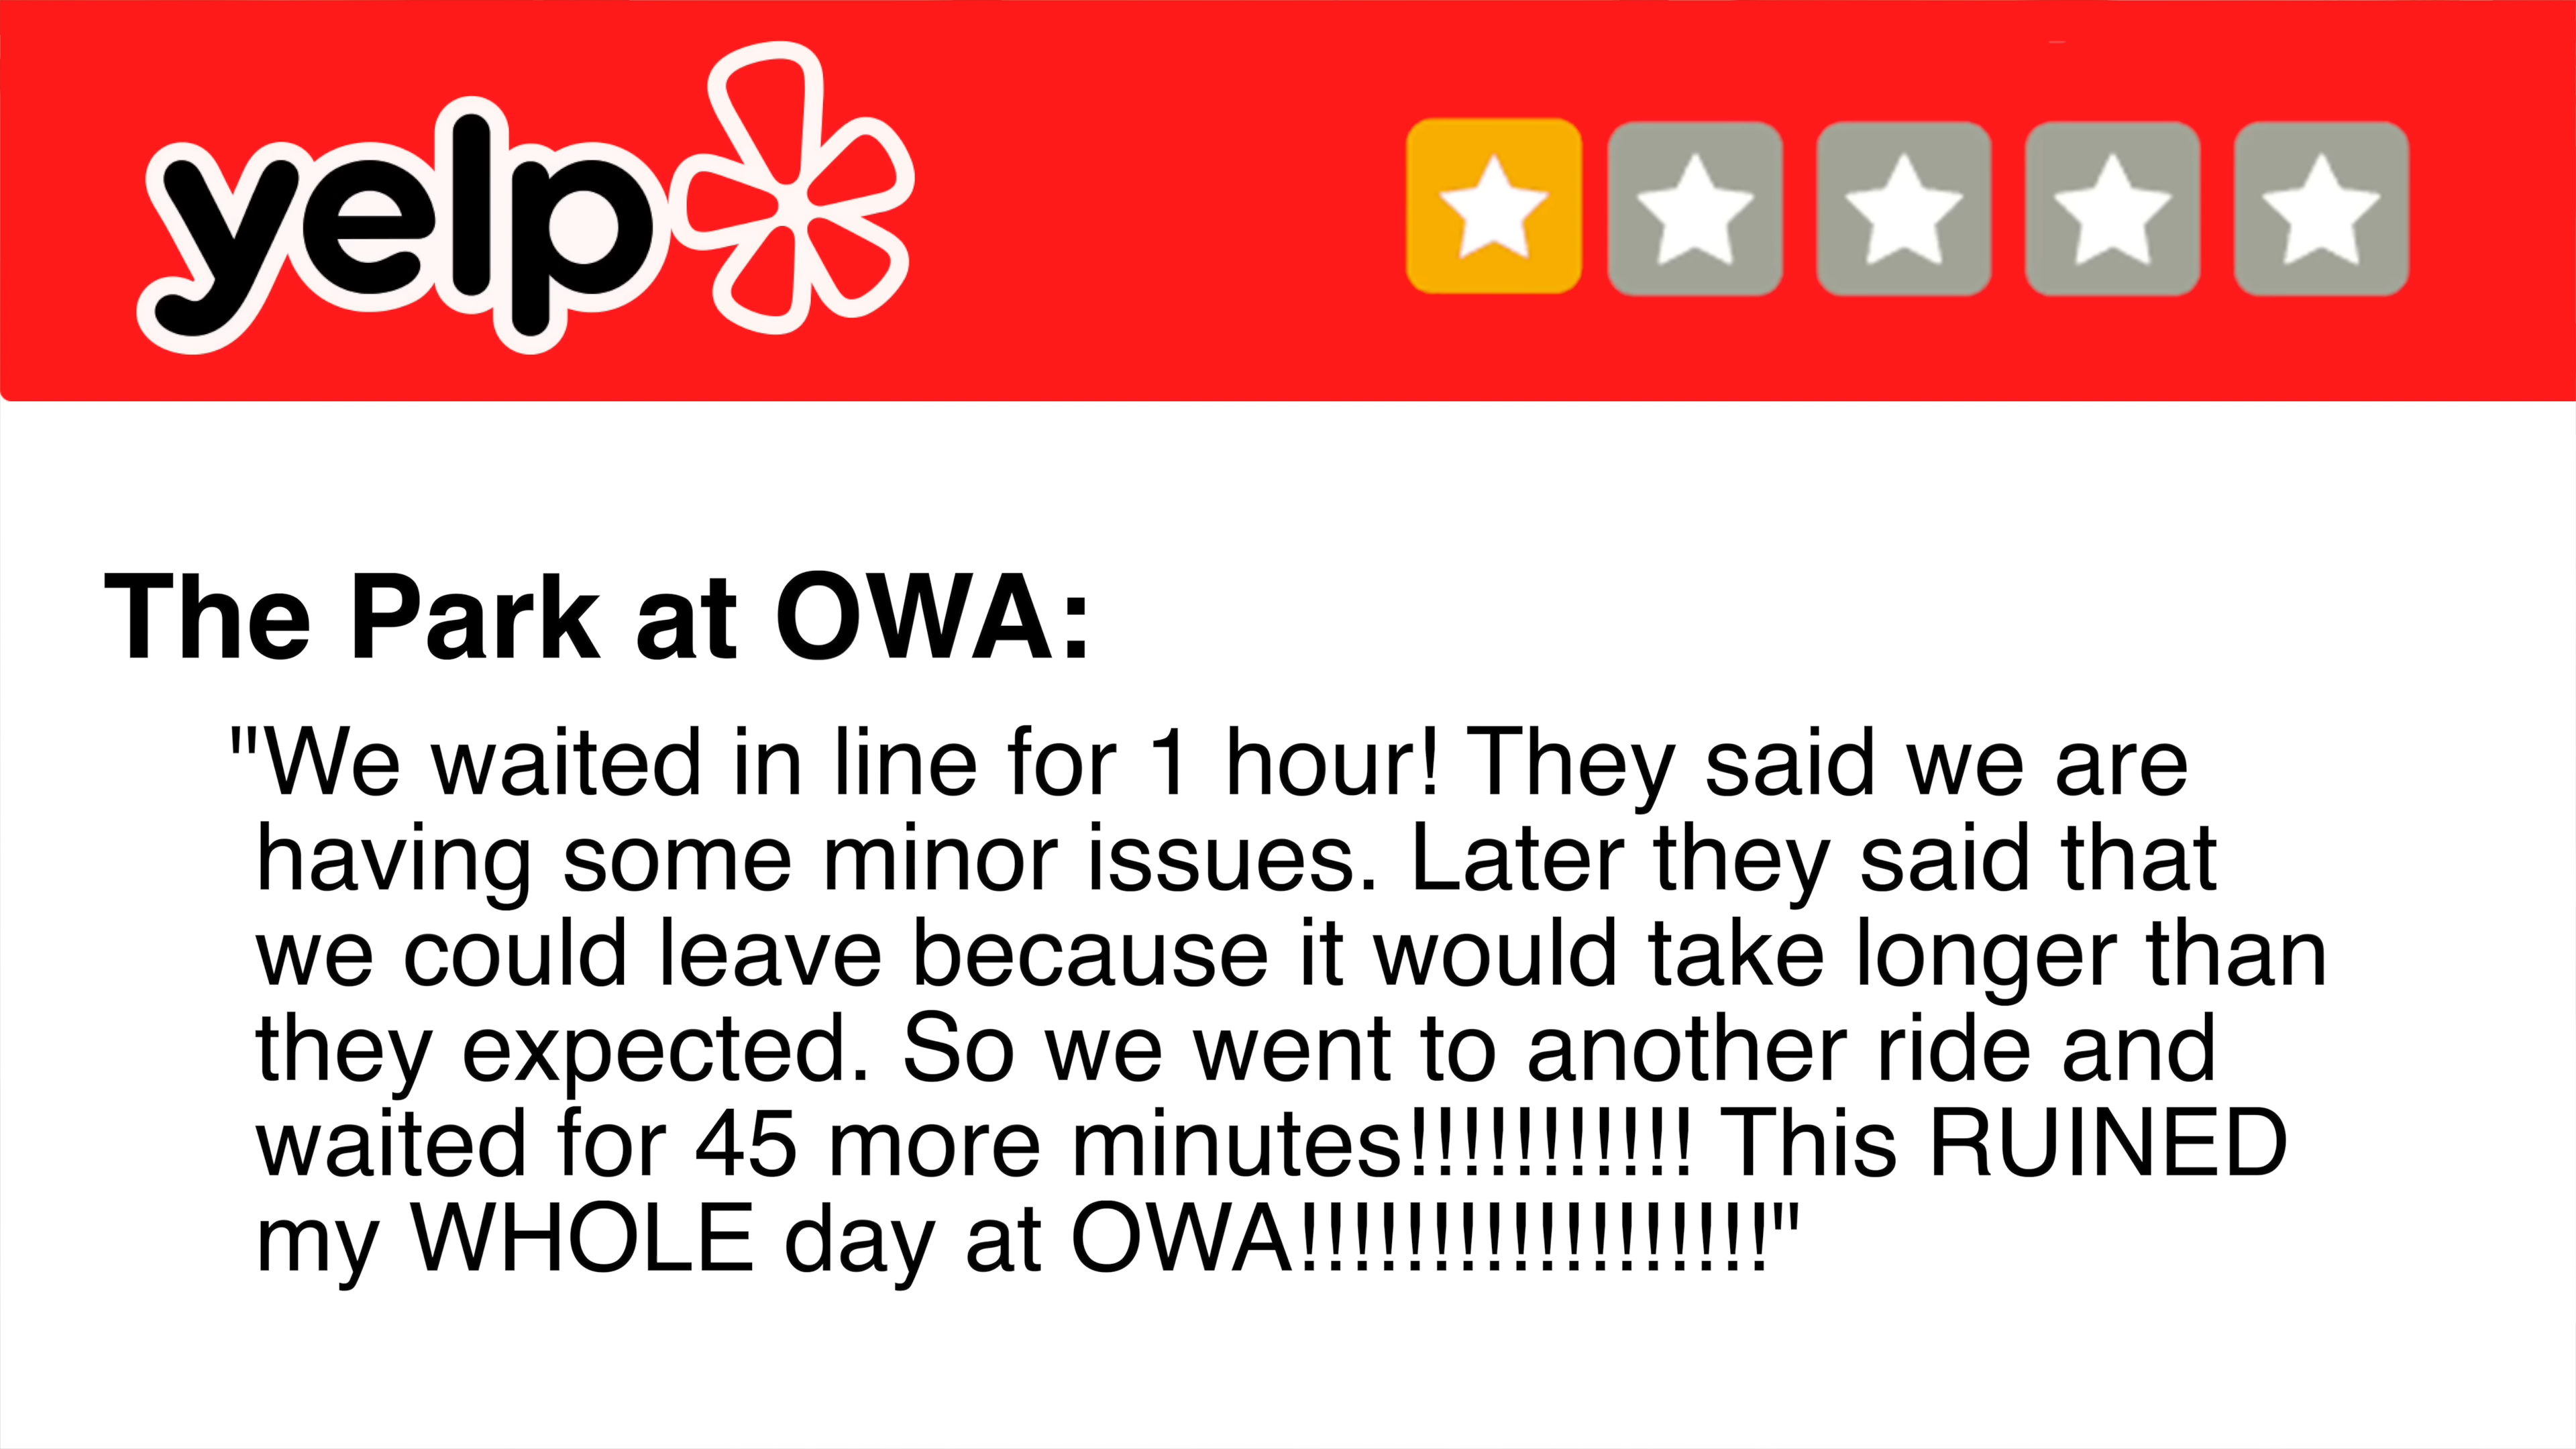 yelp
The Park at OWA:
"We waited in line for 1 hour! They said we are
having some minor issues. Later they said that
we could leave because it would take longer than
they expected. So we went to another ride and
waited for 45 more minutes!!!!!!!!!!! This RUINED
my WHOLE day at OWA!!!!!!!!!!!!!!!!!!"